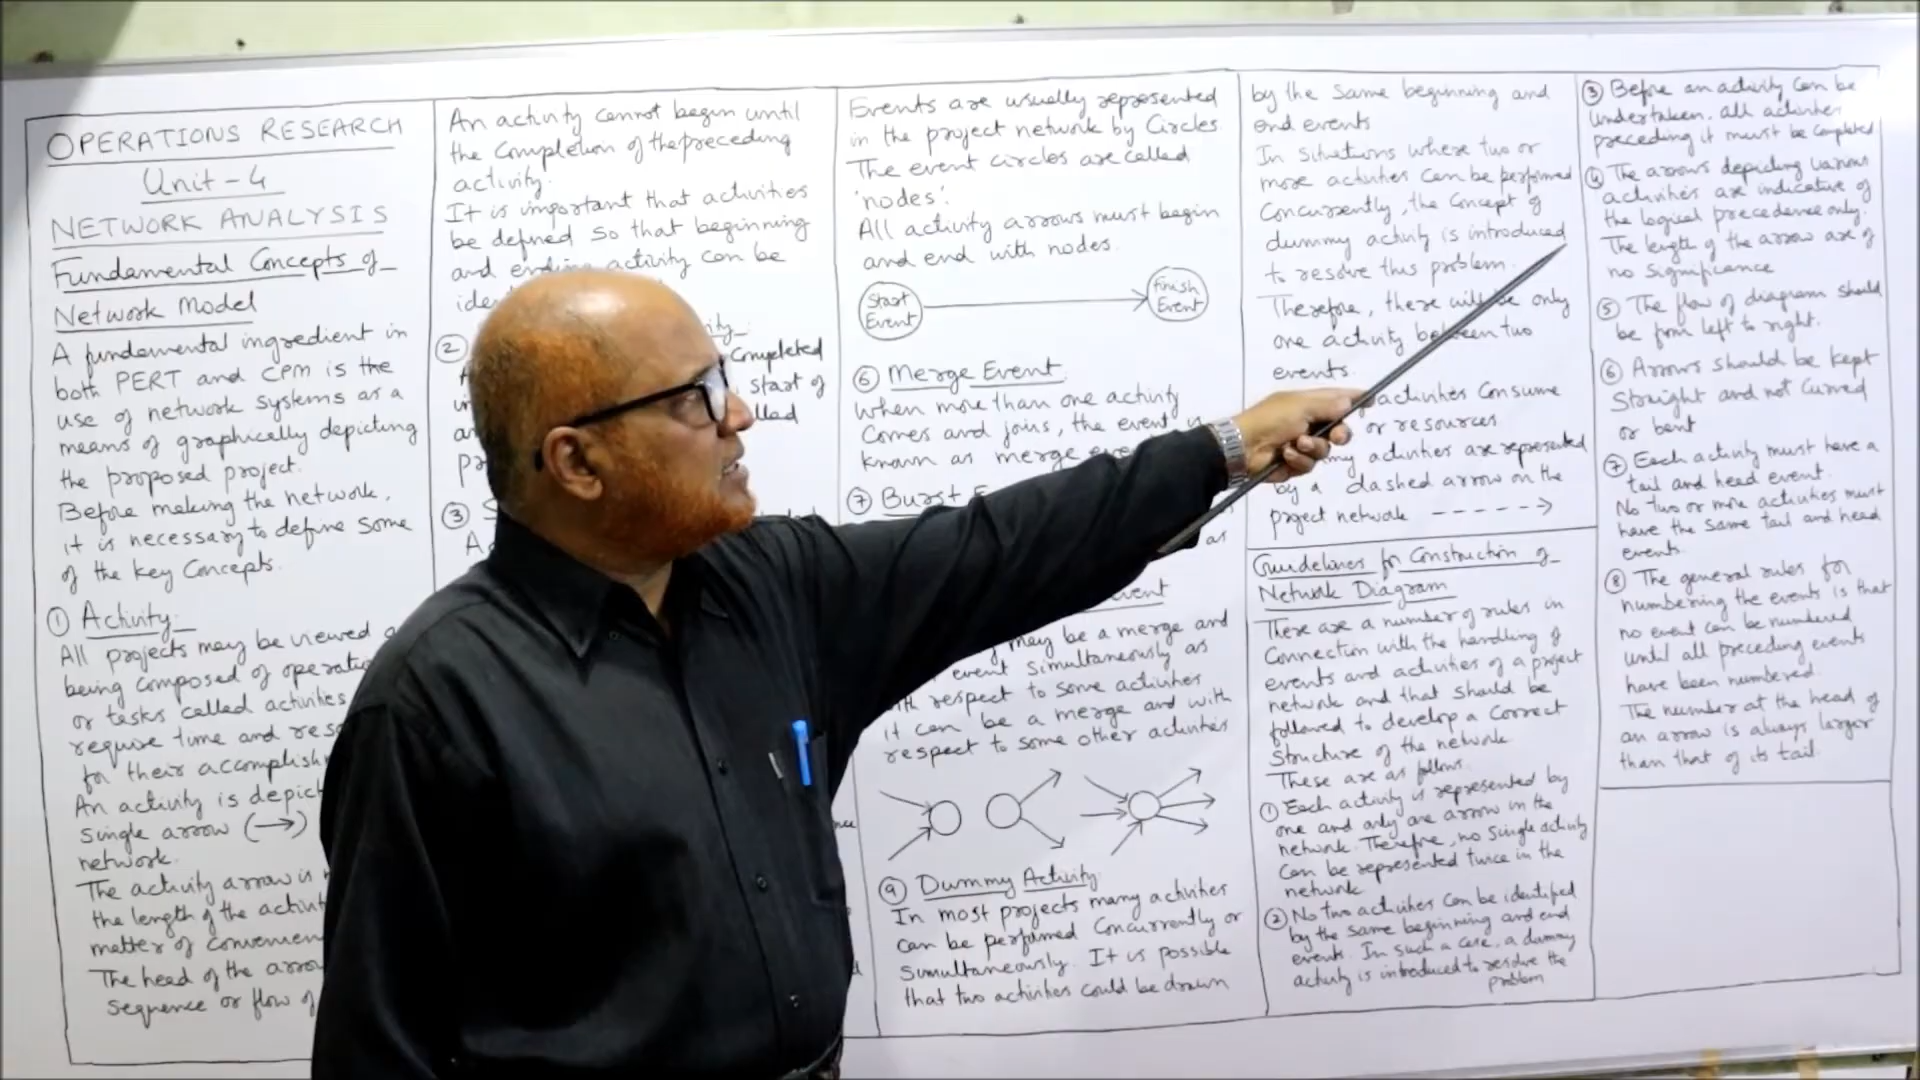 OPERATIONS RESEARCH
Unit-4
NETWORK ANALYSIS
Fundamental Concepts of
Network Model
A fundamental ingredient in
both PERT and CPM is the
use of network systems as a
means of graphically depicting
the proposed project.
Before making the network,
it is necessary to define some
of the key Concepts.
① Activity:
All projects may be viewed
being composed of
or tasks called activities
require time and
for their
An activity is
Single arrow (→)
network.
The activity arrow is
the length of the
matter of
The head of the
sequence or flow of
An activity cannot begin until
the completion of the preceding
activity.
It is important that activities
be defined so that beginning
and activity can be
②
Completed
start of
③
Events are usually represented
in the project network by Circles.
The event circles are called
'nodes'.
All activity arrows must begin
and end with nodes.
Start
Event
Finish
Event
⑥ Merge Event
When more than one activity
Comes and joins, the event is
known as merge
⑦ Burst
as
may be a merge and
event simultaneously as
respect to some activities
it can be a merge and with
respect to some other activities
⑨ Dummy Activity
In most projects many activities
can be performed Concurrently or
simultaneously. It is possible
that two activities could be drawn
by the same beginning and
end events
In situations where two or
more activities can be performed
Concurrently, the concept of
dummy activity is introduced
to resolve this problem.
Therefore, there will be only
one activity between two
events.
activities Consume
or resources.
activities are represented
by a dashed arrow on the
project network ----->
Guidelines for Construction of
Network Diagram
There are a number of rules in
Connection with the handling of
events and activities of a project
network and that should be
followed to develop a Correct
Structure of the network.
These are as follows.
① Each activity is represented by
one and only are arrow in the
network. Therefore, no single activity
can be represented twice in the
network
② No two activities can be identified
by the same beginning and end
events. In such a case, a dummy
activity is introduced to resolve the
problem
③ Before an activity can be
undertaken, all activities
preceding it must be completed
④ The arrows depicting various
activities are indicative of
the logical precedence only.
The length of the arrow are of
no significance
⑤ The flow of diagram should
be from left to right.
⑥ Arrows should be kept
Straight and not Curved
or bent
⑦ Each activity must have a
tail and head event.
No two or more activities must
have the same tail and head
events.
⑧ The general rules for
numbering the events is that
no event can be numbered
until all preceding events
have been numbered.
The number at the head of
an arrow is always larger
than that of its tail